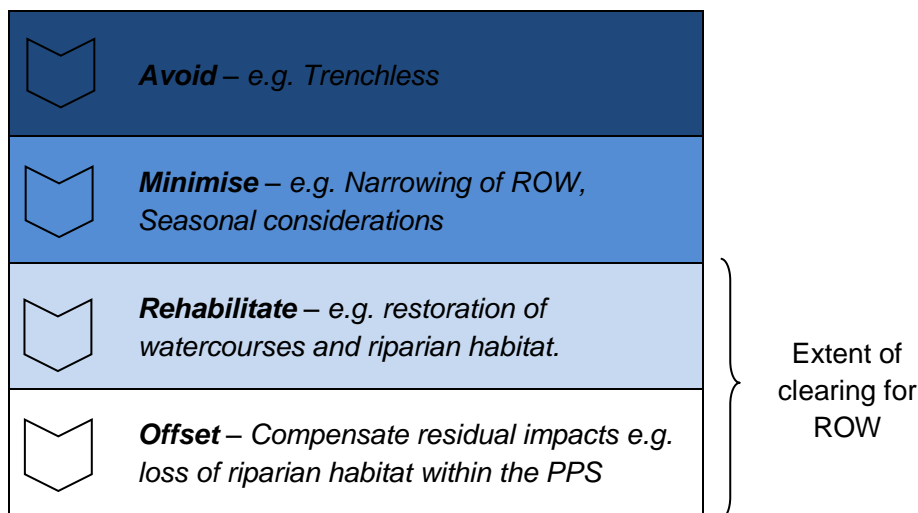 Avoid – e.g. Trenchless
Minimise – e.g. Narrowing of ROW,
Seasonal considerations
Rehabilitate – e.g. restoration of
watercourses and riparian habitat.
Offset – Compensate residual impacts e.g.
loss of riparian habitat within the PPS
Extent of
clearing for
ROW